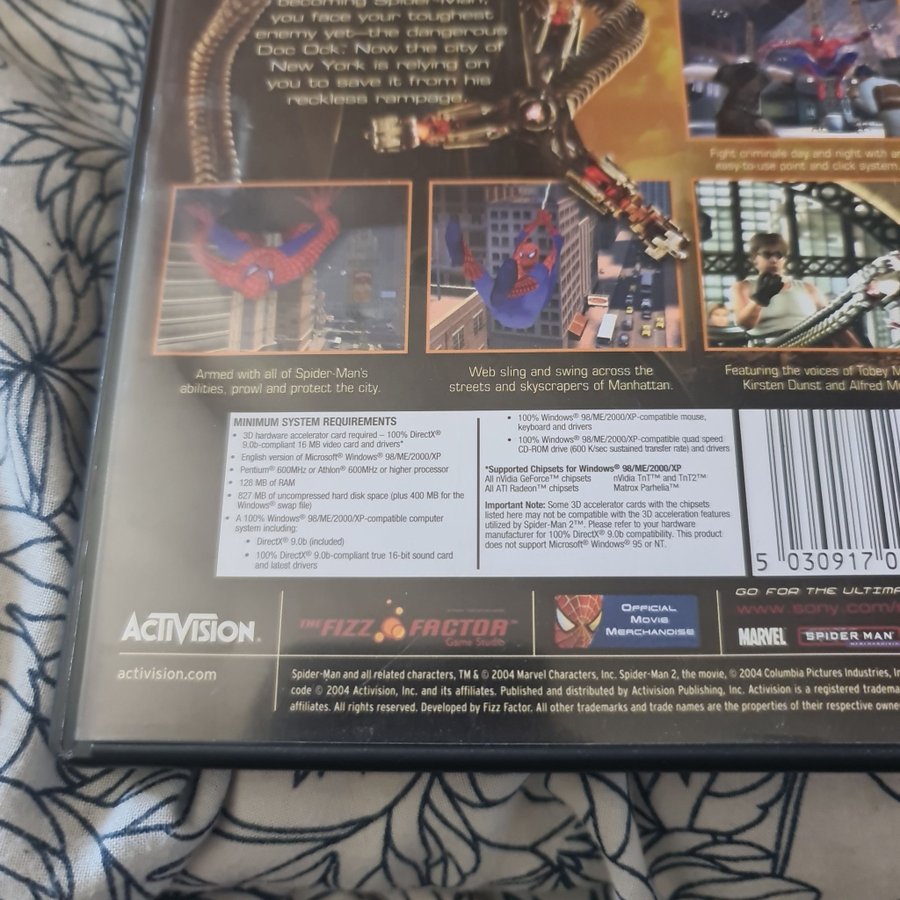 becoming Spider-Man,
you face your toughest
enemy yet—the dangerous
Doc Ock. Now the city of
New York is relying on
you to save it from his
reckless rampage.
Fight criminals day and night with an
easy-to-use point and click system.
Armed with all of Spider-Man's
abilities, prowl and protect the city.
Web sling and swing across the
streets and skyscrapers of Manhattan.
Featuring the voices of Tobey
Kirsten Dunst and Alfred
MINIMUM SYSTEM REQUIREMENTS
• 3D hardware accelerator card required – 100% DirectX®
9.0b-compliant 16 MB video card and drivers*
• English version of Microsoft® Windows® 98/ME/2000/XP
• Pentium® 600MHz or Athlon® 600MHz or higher processor
• 128 MB of RAM
• 827 MB of uncompressed hard disk space (plus 400 MB for the
Windows® swap file)
• A 100% Windows® 98/ME/2000/XP-compatible computer
system including:
• DirectX® 9.0b (included)
• 100% DirectX® 9.0b-compliant true 16-bit sound card
and latest drivers
• 100% Windows® 98/ME/2000/XP-compatible mouse,
keyboard and drivers
• 100% Windows® 98/ME/2000/XP-compatible quad speed
CD-ROM drive (600 K/sec sustained transfer rate) and drivers
*Supported Chipsets for Windows® 98/ME/2000/XP
All nVidia GeForce™ chipsets nVidia TnT™ and TnT2™
All ATI Radeon™ chipsets Matrox Parhelia™
Important Note: Some 3D accelerator cards with the chipsets
listed here may not be compatible with the 3D acceleration features
utilized by Spider-Man 2™. Please refer to your hardware
manufacturer for 100% DirectX® 9.0b compatibility. This product
does not support Microsoft® Windows® 95 or NT.
5 030917 0
ACTIVISION®
activision.com
THE FIZZ FACTOR™
Game Studio
OFFICIAL
MOVIE
MERCHANDISE
GO FOR THE
www.sony.com/
MARVEL
SPIDER MAN
Spider-Man and all related characters, TM & © 2004 Marvel Characters, Inc. Spider-Man 2, the movie, © 2004 Columbia Pictures Industries,
code © 2004 Activision, Inc. and its affiliates. Published and distributed by Activision Publishing, Inc. Activision is a registered
affiliates. All rights reserved. Developed by Fizz Factor. All other trademarks and trade names are the properties of their respective